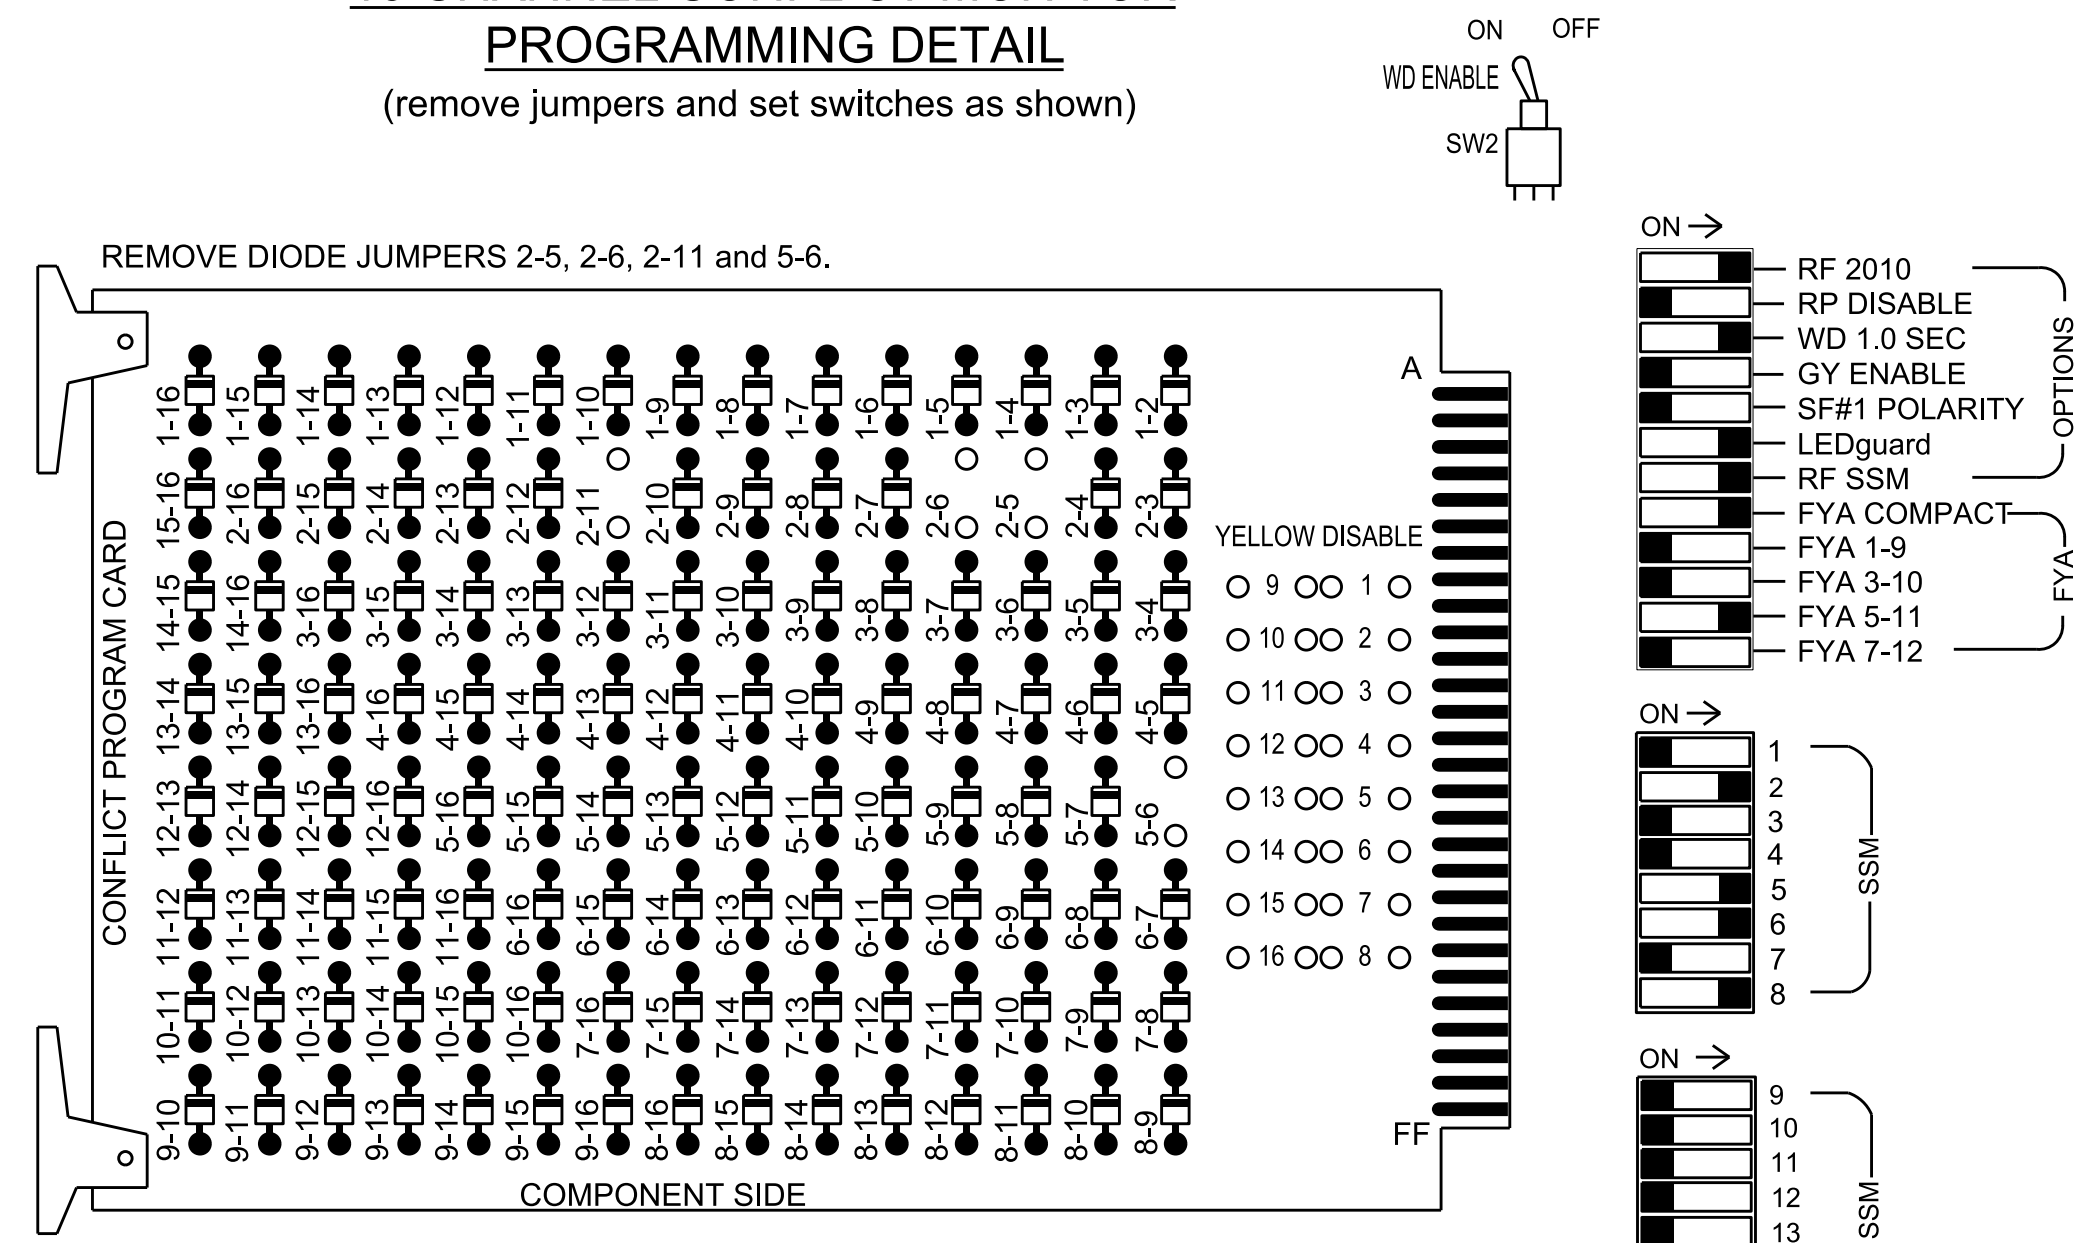 PROGRAMMING DETAIL
(remove jumpers and set switches as shown)
ON OFF
WD ENABLE
SW2
REMOVE DIODE JUMPERS 2-5, 2-6, 2-11 and 5-6.
CONFLICT PROGRAM CARD
1-16 1-15 1-14 1-13 1-12 1-11 1-10 1-9 1-8 1-7 1-6 1-5 1-4 1-3 1-2
15-16 2-16 2-15 2-14 2-13 2-12 2-11 2-10 2-9 2-8 2-7 2-6 2-5 2-4 2-3
14-15 14-16 3-16 3-15 3-14 3-13 3-12 3-11 3-10 3-9 3-8 3-7 3-6 3-5 3-4
13-14 13-15 13-16 4-16 4-15 4-14 4-13 4-12 4-11 4-10 4-9 4-8 4-7 4-6 4-5
12-13 12-14 12-15 12-16 5-16 5-15 5-14 5-13 5-12 5-11 5-10 5-9 5-8 5-7 5-6
11-12 11-13 11-14 11-15 11-16 6-16 6-15 6-14 6-13 6-12 6-11 6-10 6-9 6-8 6-7
10-11 10-12 10-13 10-14 10-15 10-16 7-16 7-15 7-14 7-13 7-12 7-11 7-10 7-9 7-8
9-10 9-11 9-12 9-13 9-14 9-15 9-16 8-16 8-15 8-14 8-13 8-12 8-11 8-10 8-9
COMPONENT SIDE
A
YELLOW DISABLE
9 1
10 2
11 3
12 4
13 5
14 6
15 7
16 8
FF
ON
RF 2010
RP DISABLE
WD 1.0 SEC
GY ENABLE
SF#1 POLARITY
LEDguard
RF SSM
OPTIONS
FYA COMPACT
FYA 1-9
FYA 3-10
FYA 5-11
FYA 7-12
FYA
ON
1
2
3
4
5
6
7
8
SSM
ON
9
10
11
12
13
SSM